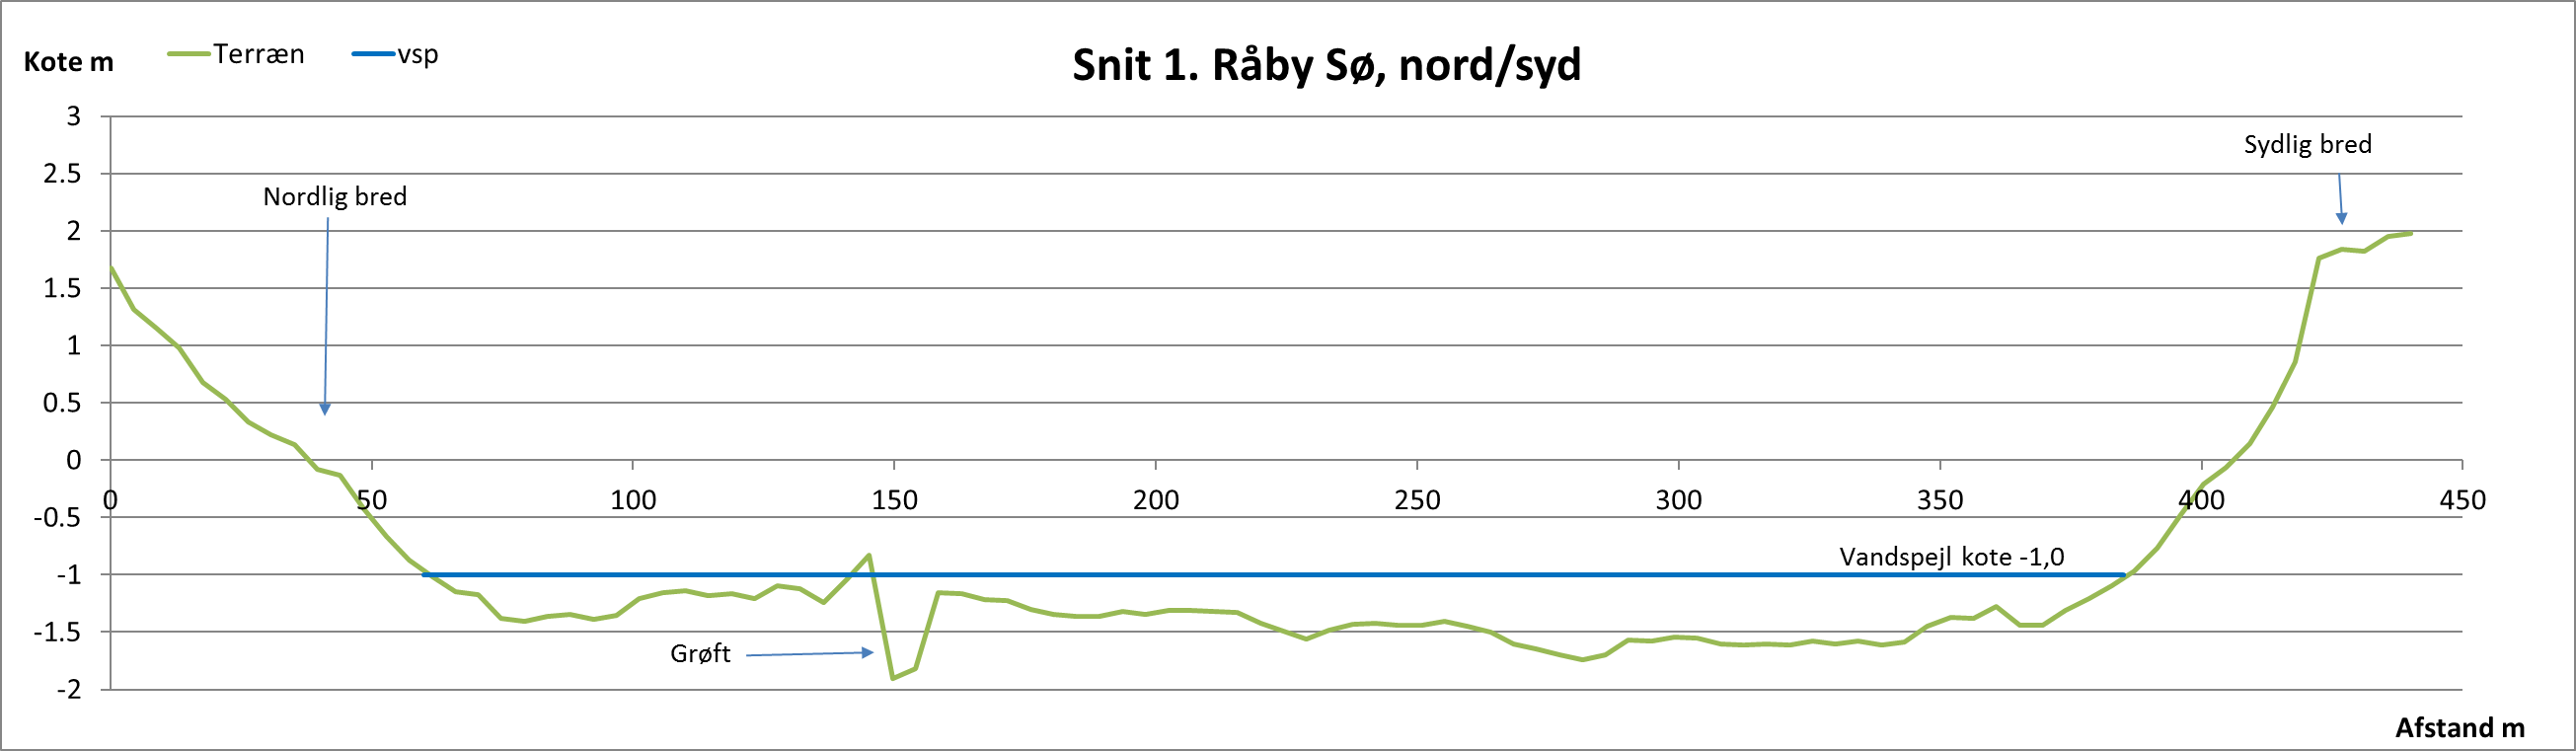 Kote m
Terræn
vsp
Snit 1. Råby Sø, nord/syd
3
2.5
2
1.5
1
0.5
0
-0.5
-1
-1.5
-2
Nordlig bred
Sydlig bred
0 50 100 150 200 250 300 350 400 450
Vandspejl kote -1,0
Grøft
Afstand m